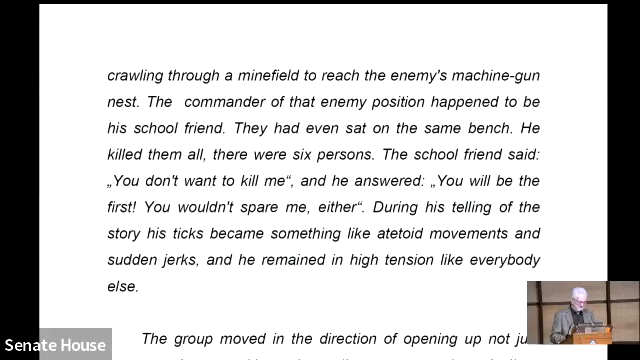 crawling through a minefield to reach the enemy's machine-gun
nest. The commander of that enemy position happened to be
his school friend. They had even sat on the same bench. He
killed them all, there were six persons. The school friend said:
„You don't want to kill me“, and he answered: „You will be the
first! You wouldn't spare me, either“. During his telling of the
story his ticks became something like atetoid movements and
sudden jerks, and he remained in high tension like everybody
else.
The group moved in the direction of opening up not
Senate House